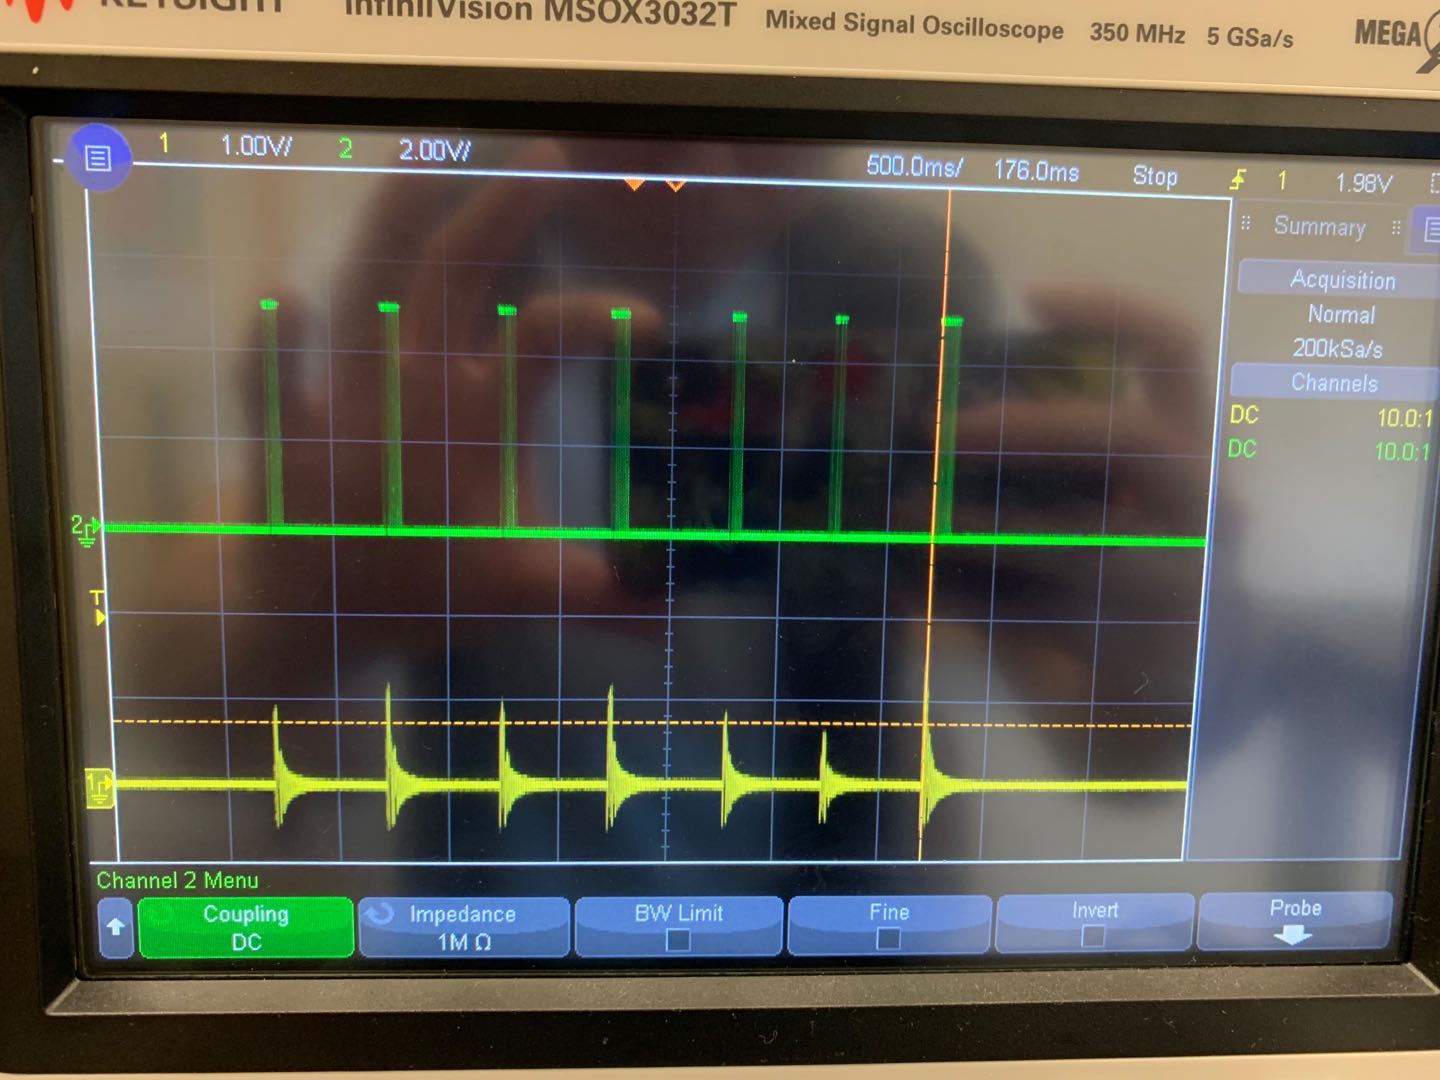 KEYSIGHT InfiniiVision MSOX3032T Mixed Signal Oscilloscope 350 MHz 5 GSa/s MEGA
1 1.00V/ 2 2.00V/ 500.0ms/ 176.0ms Stop 1 1.98V
Summary
Acquisition
Normal
200kSa/s
Channels
DC 10.0:1
DC 10.0:1
2
T
1
Channel 2 Menu
Coupling Impedance BW Limit Fine Invert Probe
DC 1M Ω